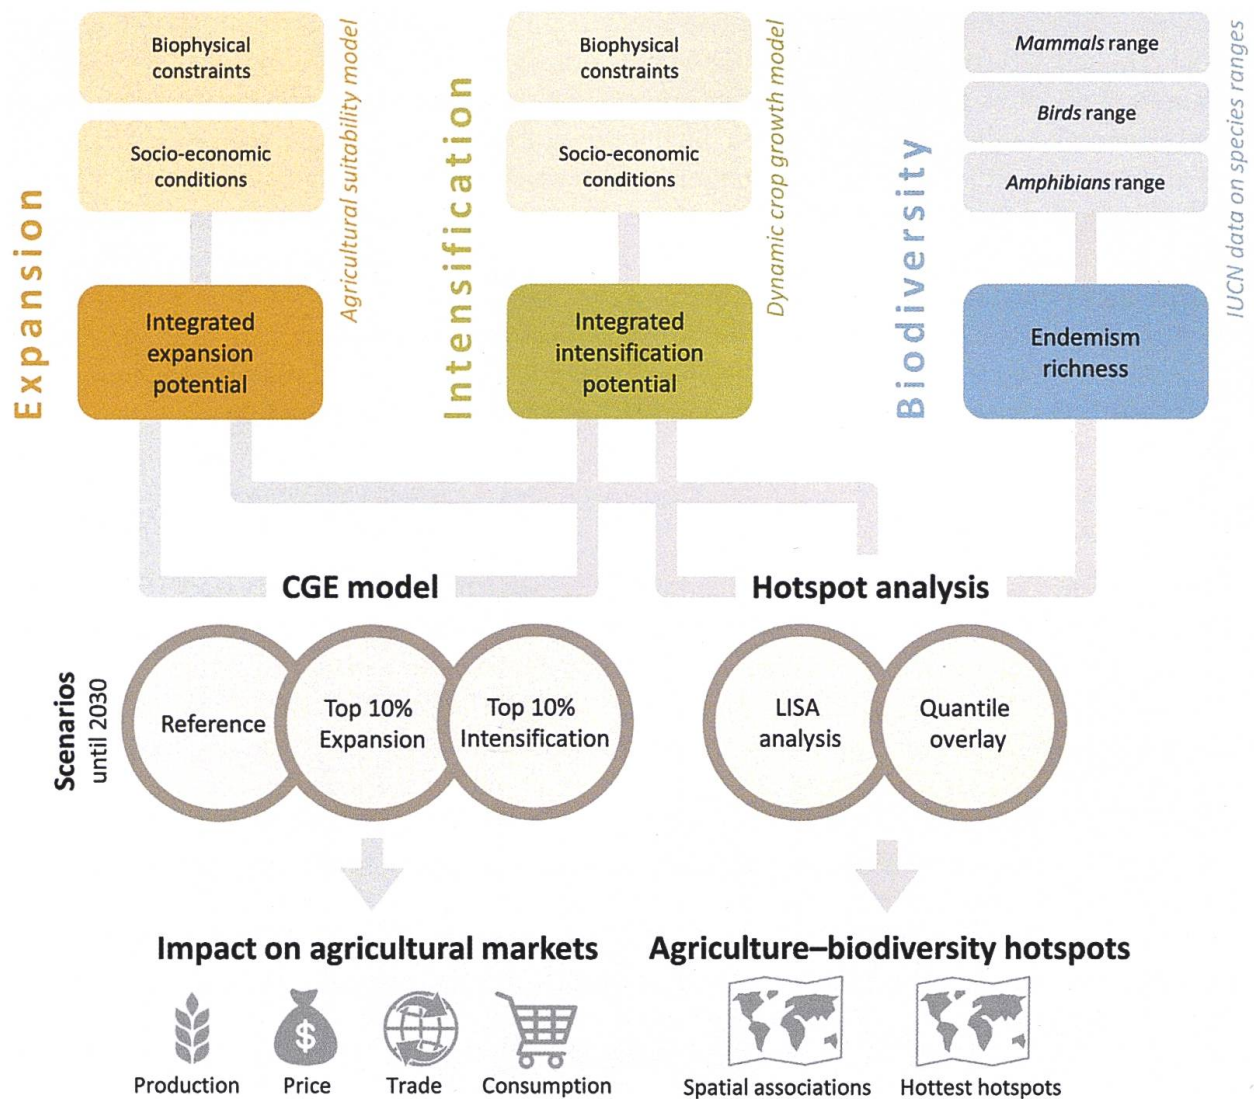 Expansion
Biophysical
constraints
Socio-economic
conditions
Agricultural suitability model
Integrated
expansion
potential
Intensification
Biophysical
constraints
Socio-economic
conditions
Dynamic crop growth model
Integrated
intensification
potential
Biodiversity
Mammals range
Birds range
Amphibians range
IUCN data on species ranges
Endemism
richness
CGE model
Hotspot analysis
Scenarios
until 2030
Reference
Top 10%
Expansion
Top 10%
Intensification
LISA
analysis
Quantile
overlay
Impact on agricultural markets
Agriculture–biodiversity hotspots
$
Production
Price
Trade
Consumption
Spatial associations
Hottest hotspots